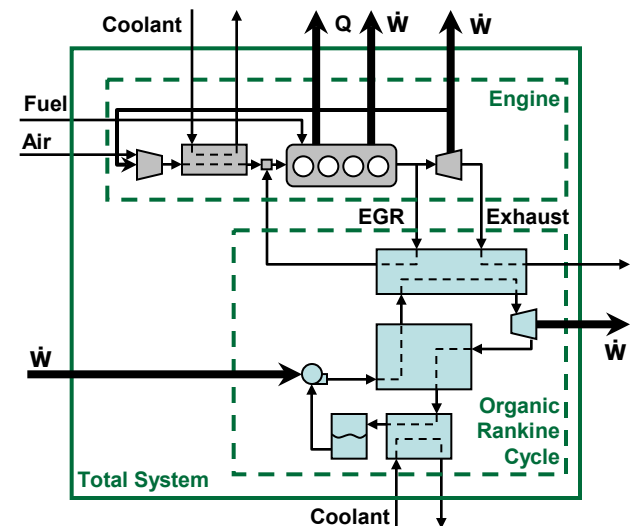 Coolant
Q
Ẇ
Ẇ
Fuel
Engine
Air
EGR
Exhaust
Ẇ
Ẇ
Organic
Rankine
Cycle
Total System
Coolant